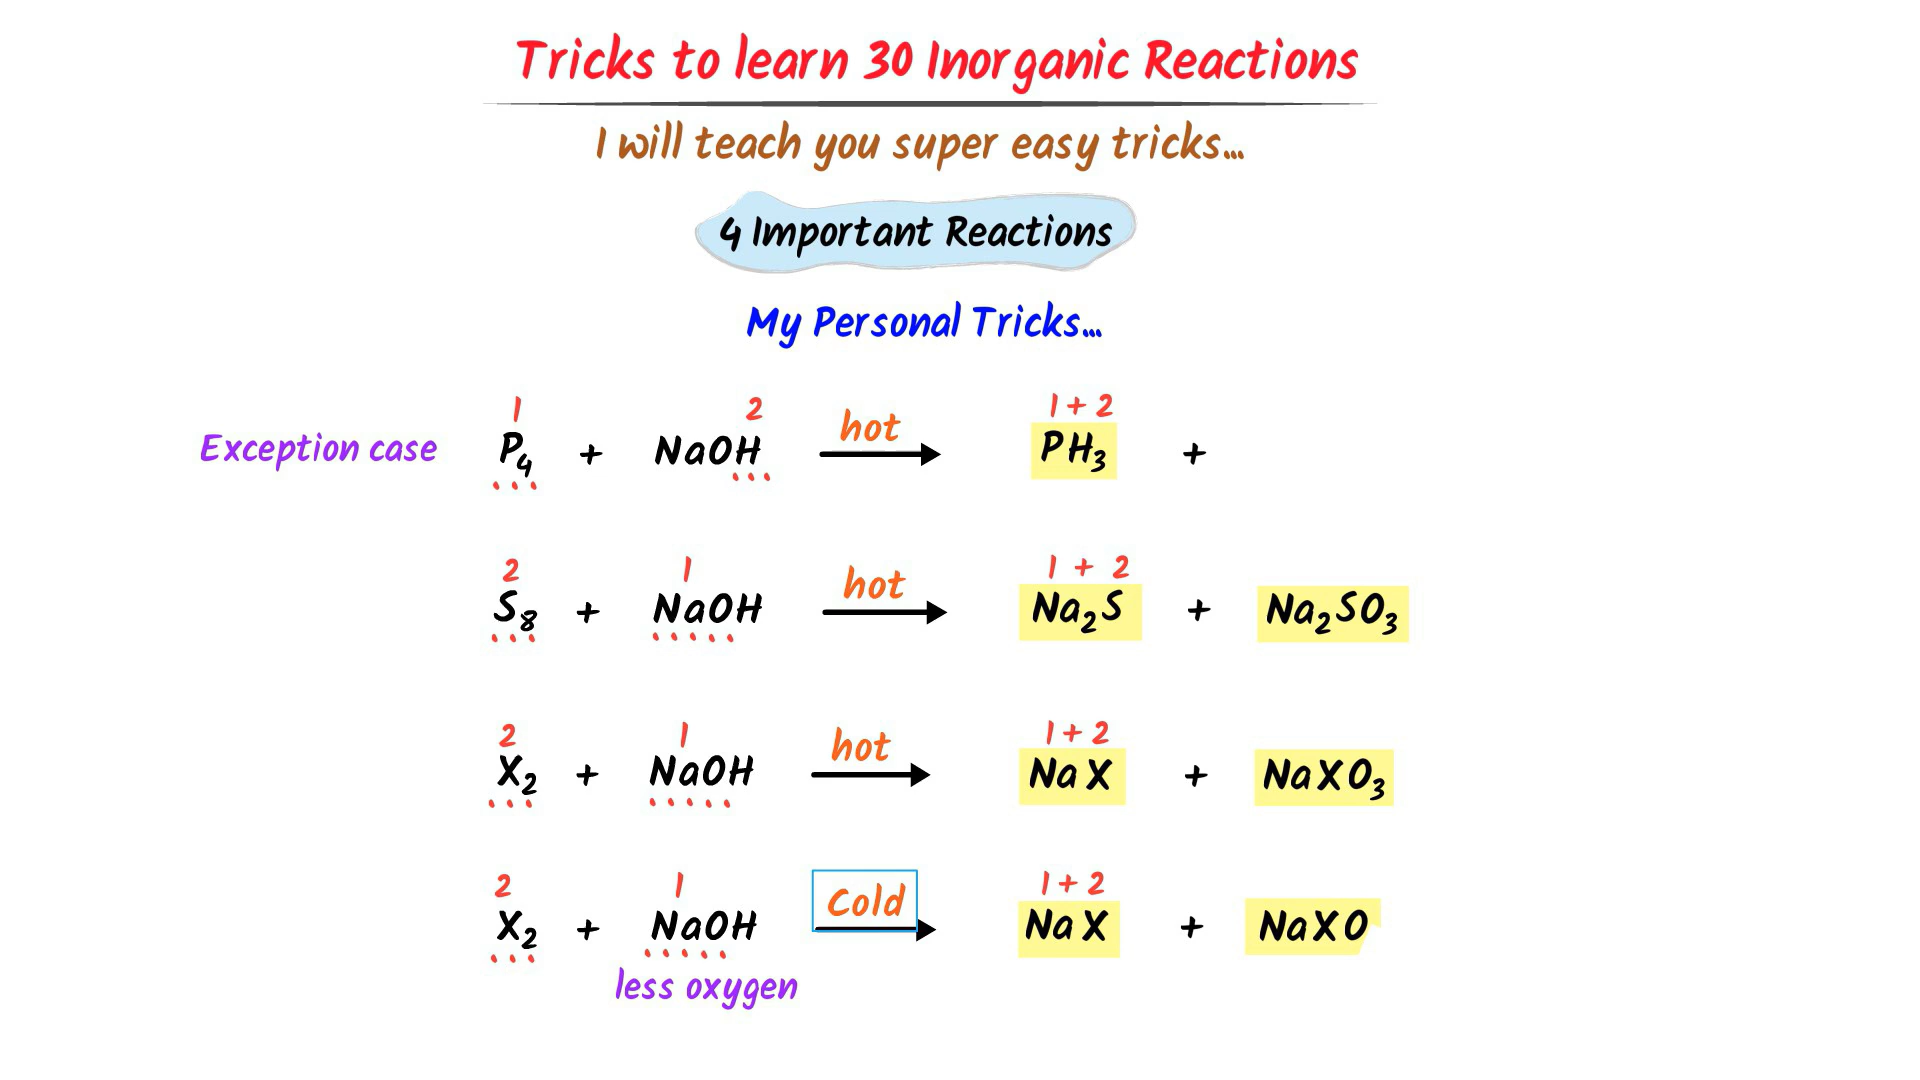 Tricks to learn 30 Inorganic Reactions
I will teach you super easy tricks...
4 Important Reactions
My Personal Tricks...
1 2 1 + 2
Exception case P₄ + NaOH hot PH₃ +
2 1 1 + 2
S₈ + NaOH hot Na₂S + Na₂SO₃
2 1 1 + 2
X₂ + NaOH hot NaX + NaXO₃
2 1 1 + 2
X₂ + NaOH Cold NaX + NaXO
less oxygen